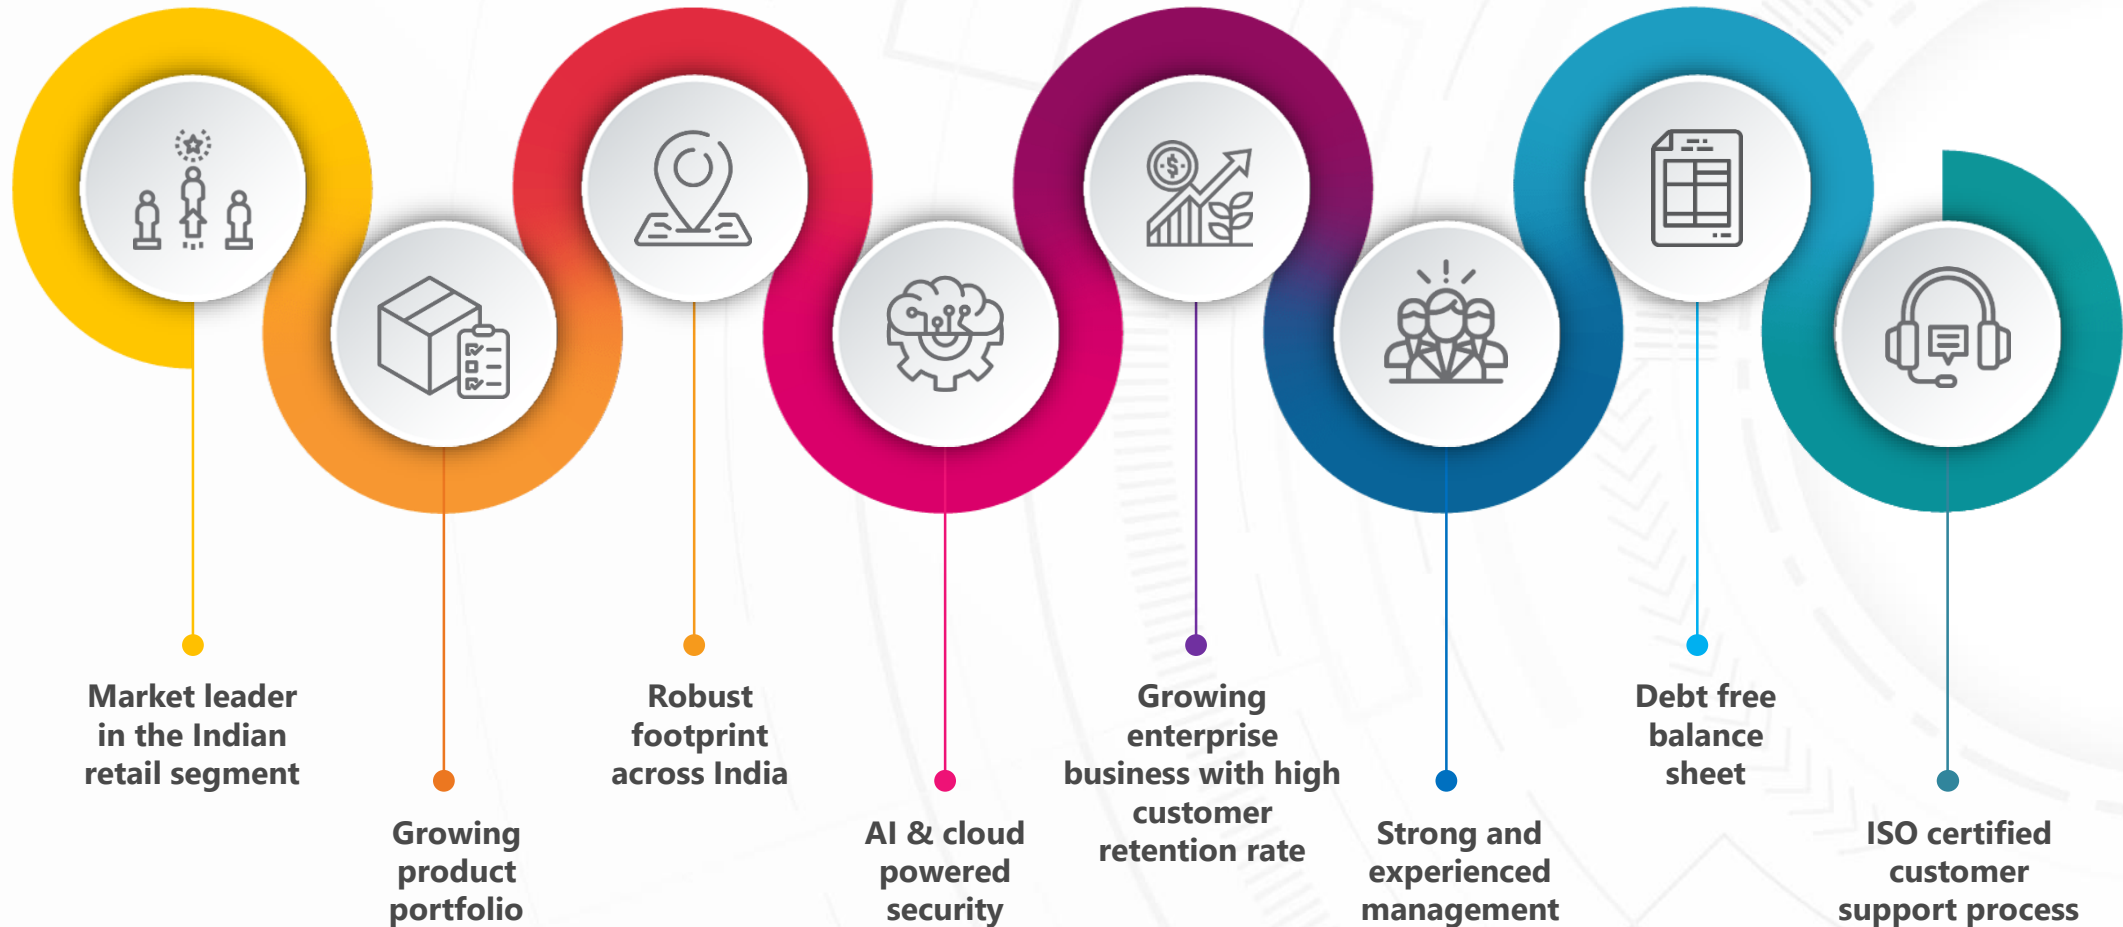 Market leader
in the Indian
retail segment
Growing
product
portfolio
Robust
footprint
across India
AI & cloud
powered
security
Growing
enterprise
business with high
customer
retention rate
Strong and
experienced
management
Debt free
balance
sheet
ISO certified
customer
support process